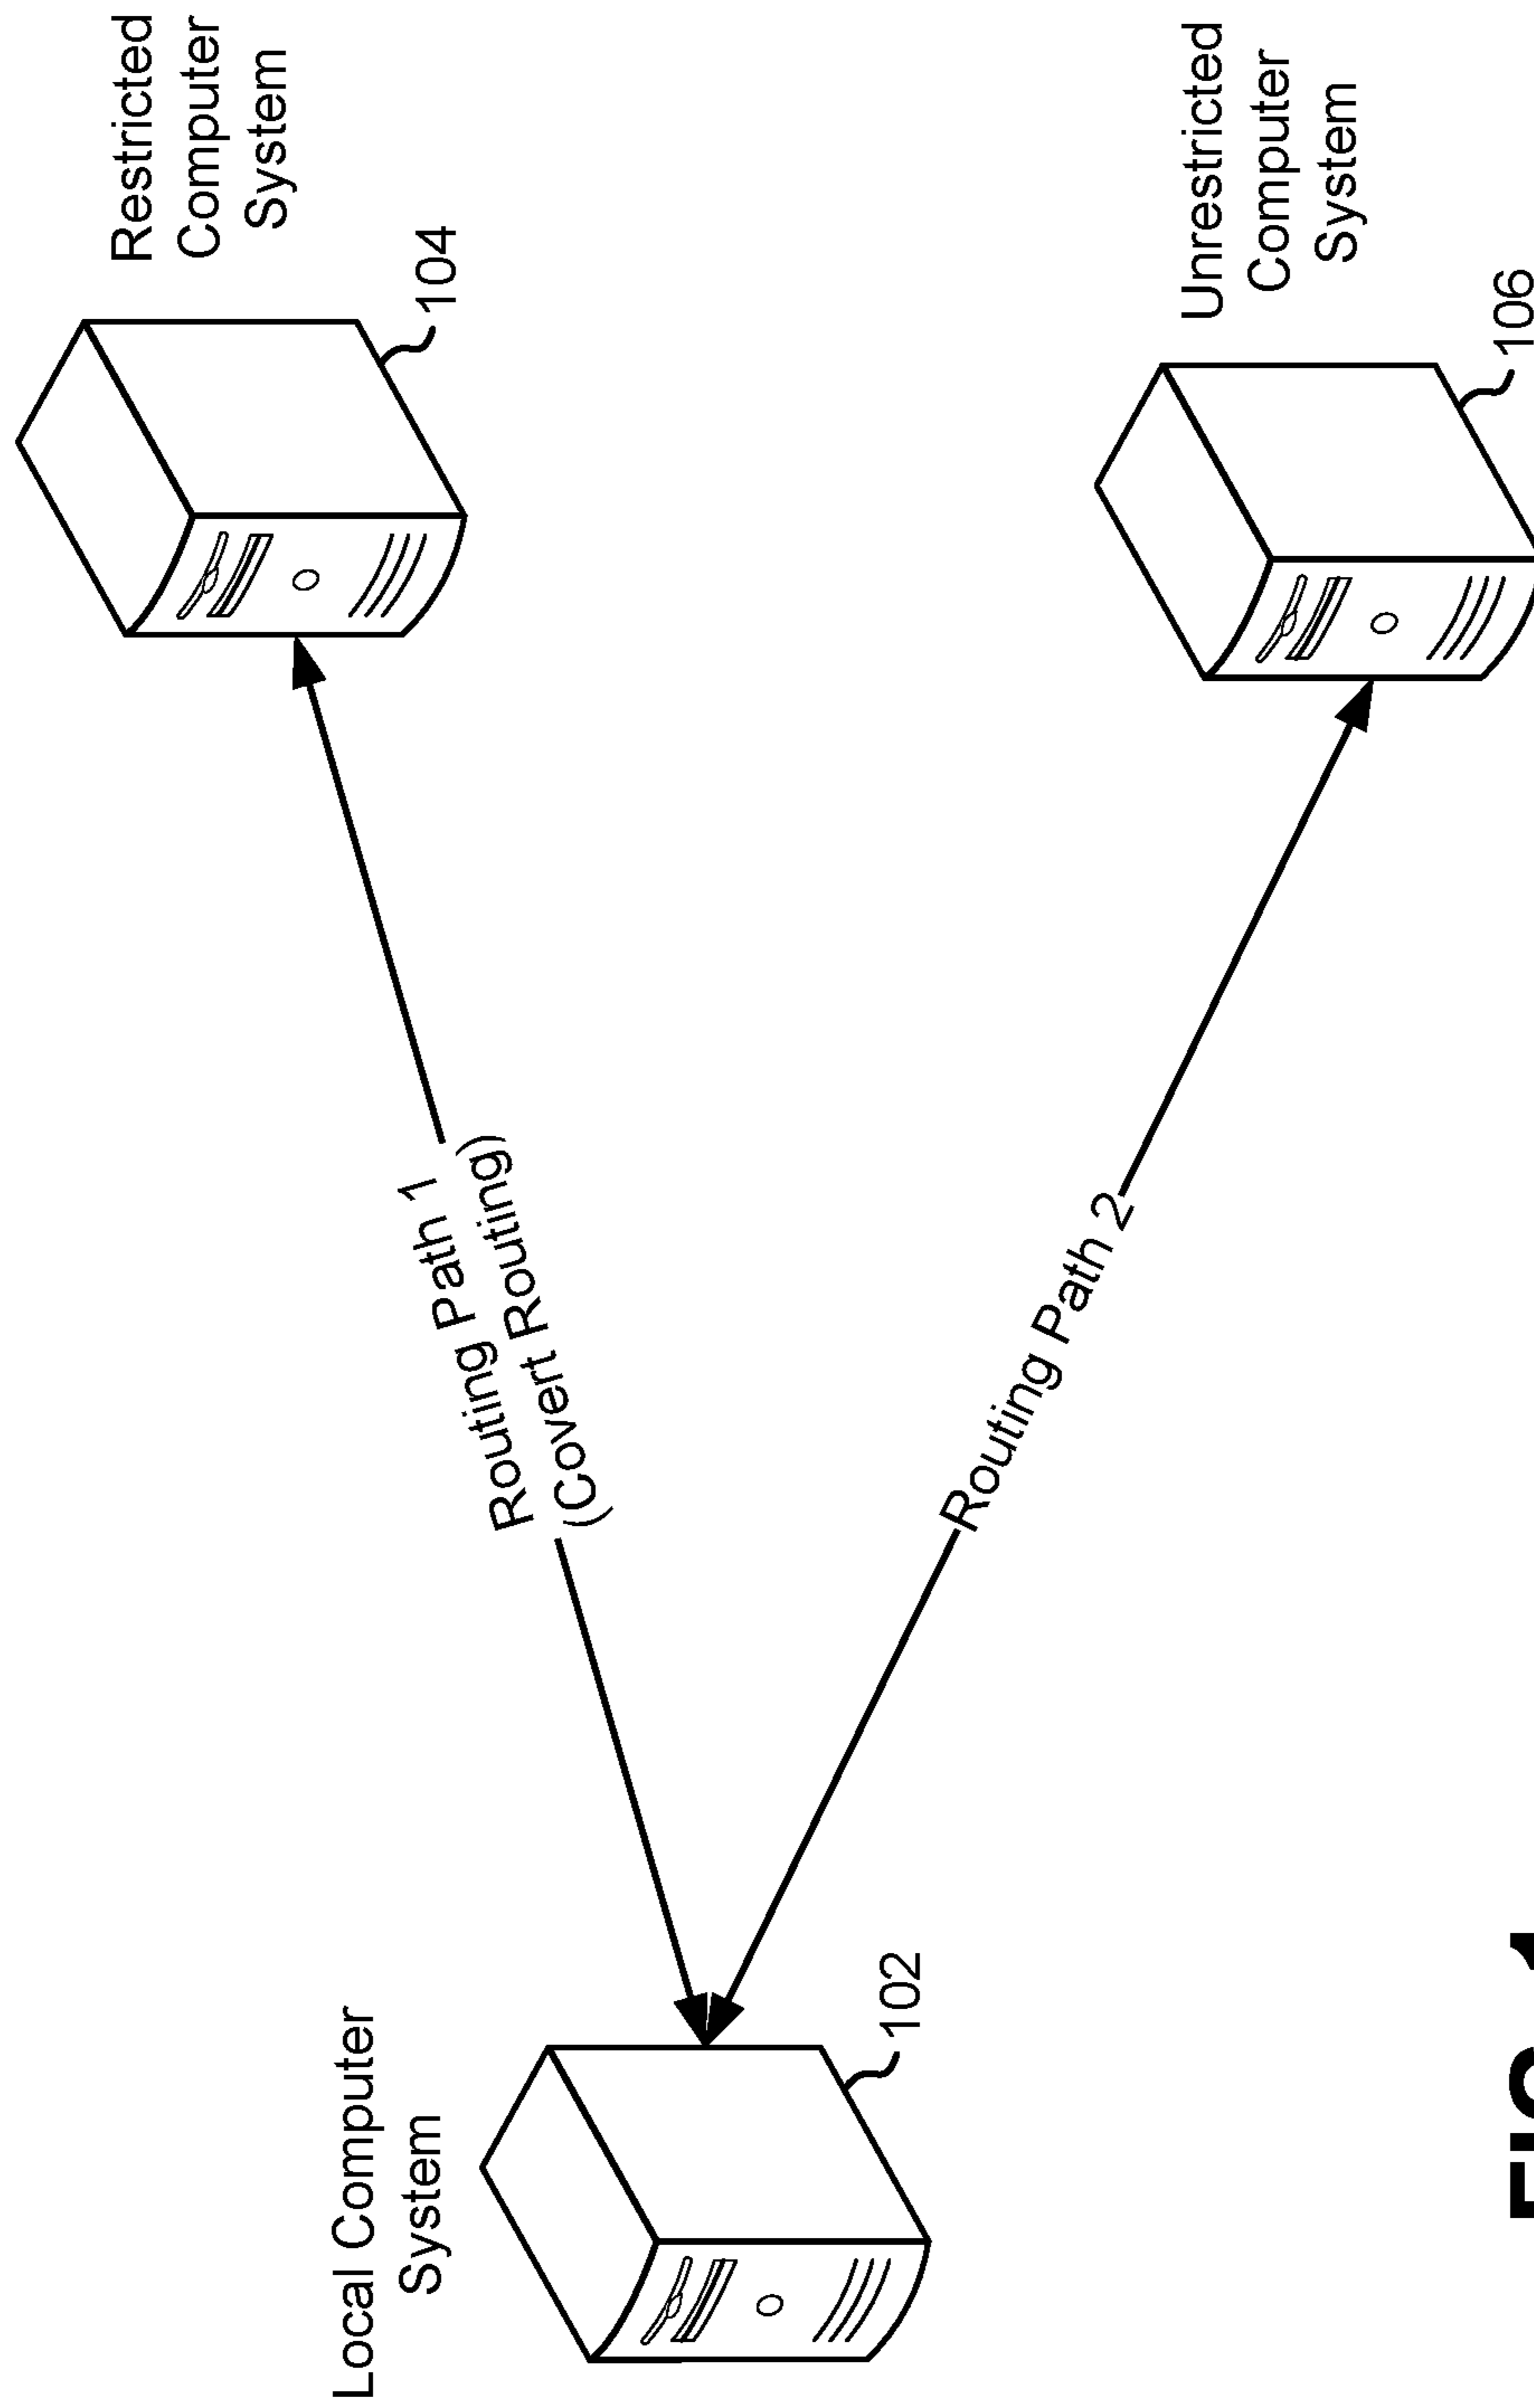 Restricted
Computer
System
104
Routing Path 1
(Covert Routing)
Local Computer
System
102
Routing Path 2
Unrestricted
Computer
System
106